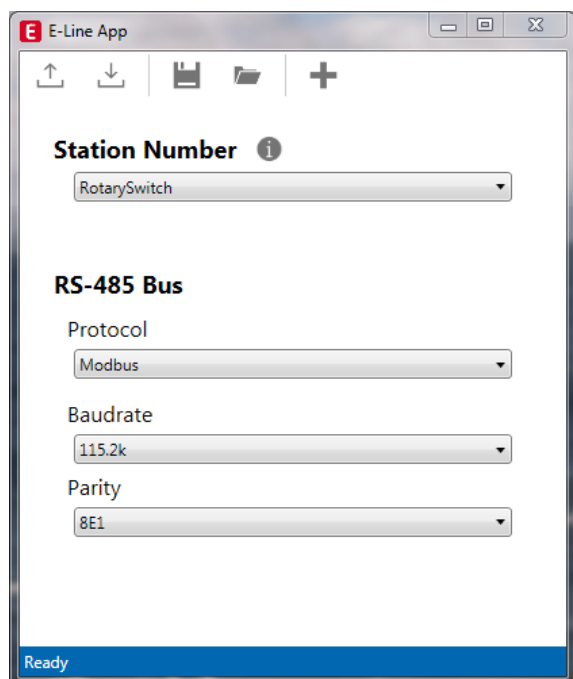 E E-Line App
Station Number i
RotarySwitch
RS-485 Bus
Protocol
Modbus
Baudrate
115.2k
Parity
8E1
Ready